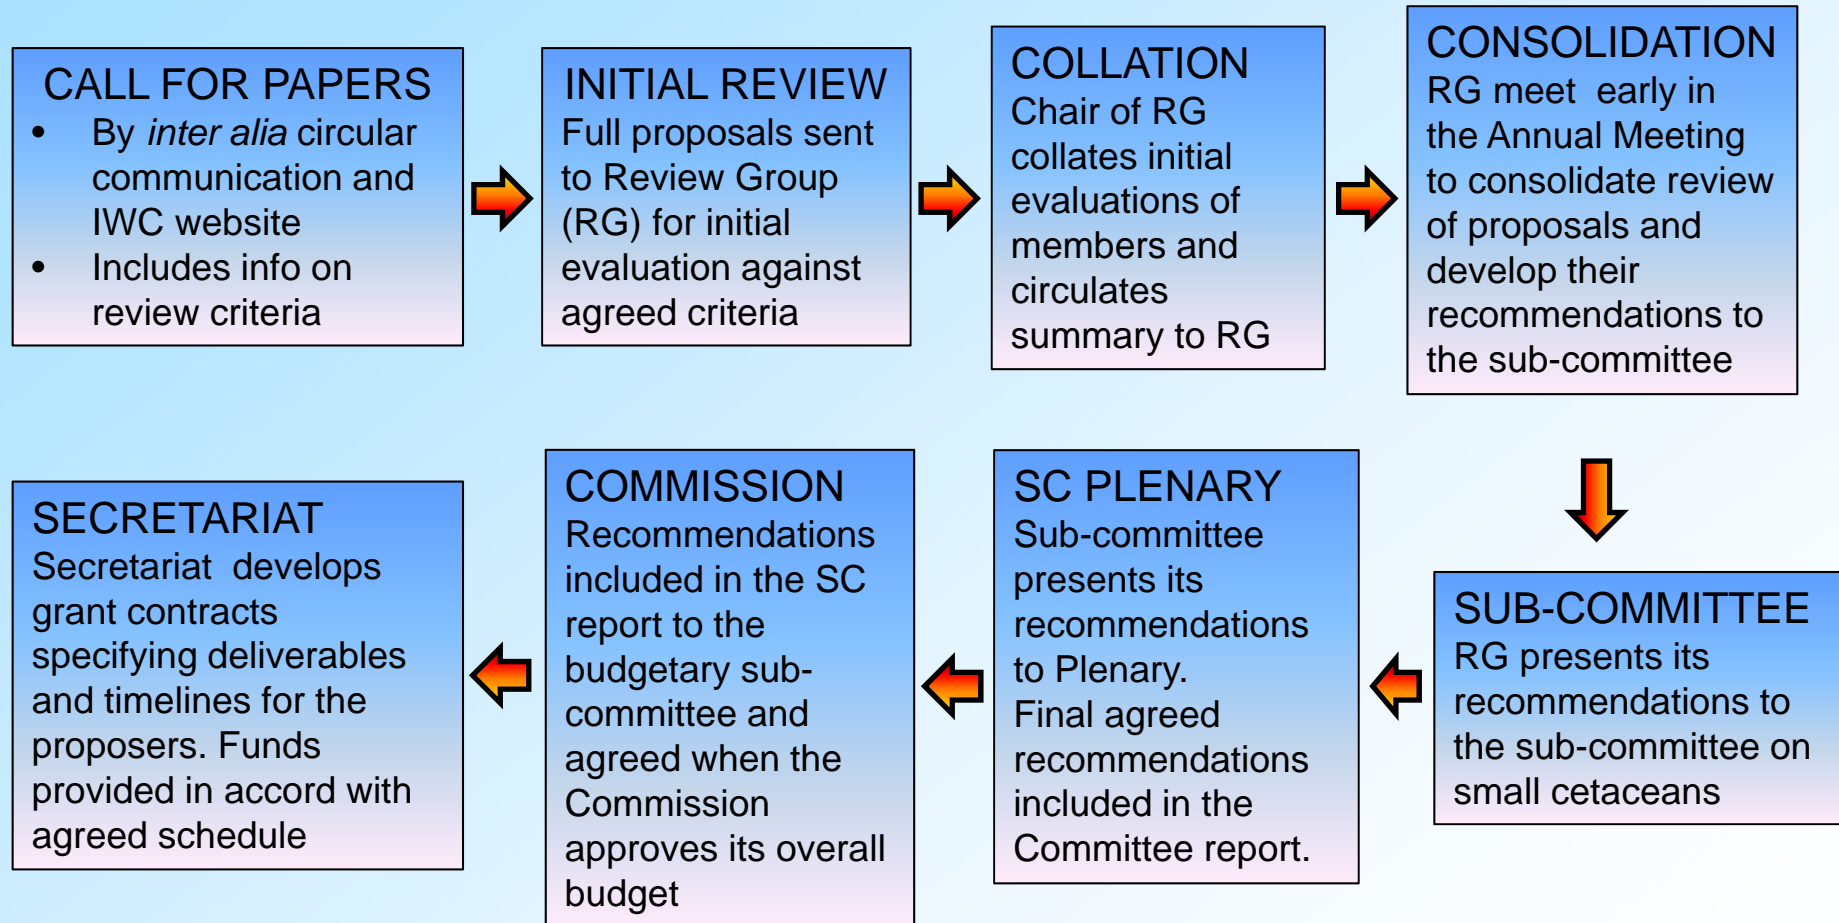 CALL FOR PAPERS
• By inter alia circular
communication and
IWC website
• Includes info on
review criteria
INITIAL REVIEW
Full proposals sent
to Review Group
(RG) for initial
evaluation against
agreed criteria
COLLATION
Chair of RG
collates initial
evaluations of
members and
circulates
summary to RG
CONSOLIDATION
RG meet early in
the Annual Meeting
to consolidate review
of proposals and
develop their
recommendations to
the sub-committee
SUB-COMMITTEE
RG presents its
recommendations to
the sub-committee on
small cetaceans
SC PLENARY
Sub-committee
presents its
recommendations
to Plenary.
Final agreed
recommendations
included in the
Committee report.
COMMISSION
Recommendations
included in the SC
report to the
budgetary sub-
committee and
agreed when the
Commission
approves its overall
budget
SECRETARIAT
Secretariat develops
grant contracts
specifying deliverables
and timelines for the
proposers. Funds
provided in accord with
agreed schedule